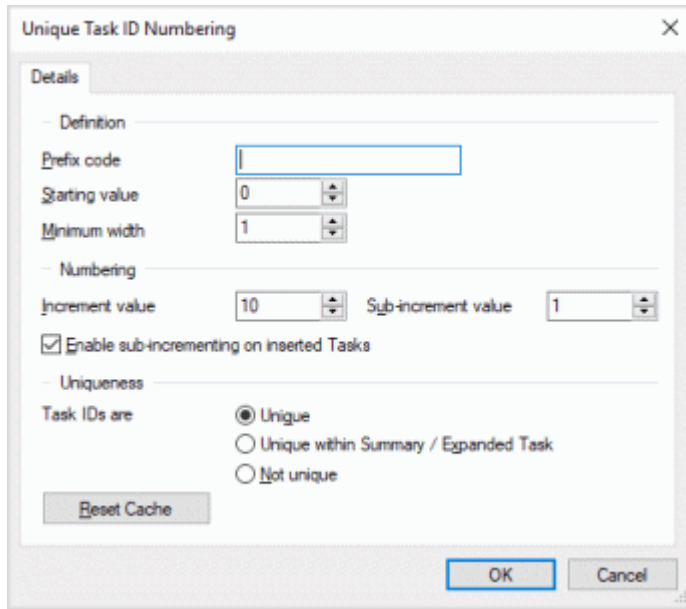 Unique Task ID Numbering
Details
Definition
Prefix code
Starting value 0
Minimum width 1
Numbering
Increment value 10 Sub-increment value 1
Enable sub-incrementing on inserted Tasks
Uniqueness
Task IDs are Unique
Unique within Summary / Expanded Task
Not unique
Reset Cache
OK Cancel